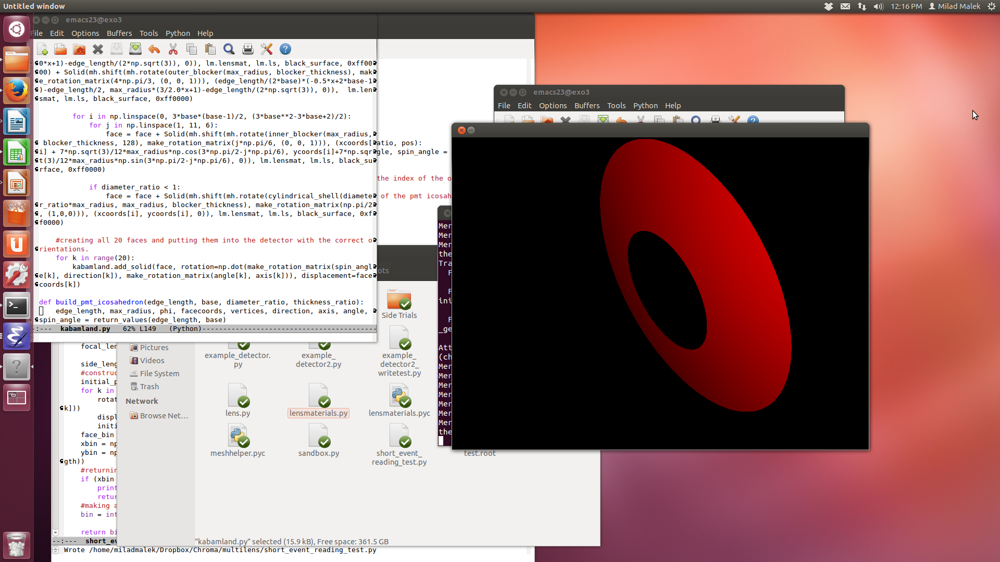 Untitled window
12:16 PM
Milad Malek
emacs23@exo3
File Edit Options Buffers Tools Python Help
0*x+1)-edge_length/(2*np.sqrt(3)), 0)), lm.lensmat, lm.ls, black_surface, 0xff00
00) + Solid(mh.shift(mh.rotate(outer_blocker(max_radius, blocker_thickness), mak
e_rotation_matrix(4*np.pi/3, (0, 0, 1))), (edge_length/(2*base)*(-0.5*x+2*base-1
)-edge_length/2, max_radius*(3/2.0*x+1)-edge_length/(2*np.sqrt(3)), 0)),  lm.len
smat, lm.ls, black_surface, 0xff0000)
for i in np.linspace(0, 3*base*(base-1)/2, (3*base**2-3*base+2)/2):
for j in np.linspace(1, 11, 6):
face = face + Solid(mh.shift(mh.rotate(inner_blocker(max_radius,
blocker_thickness, 128), make_rotation_matrix(j*np.pi/6, (0, 0, 1))), (xcoords[
i] + 7*np.sqrt(3)/12*max_radius*np.cos(3*np.pi/2-j*np.pi/6), ycoords[i]+7*np.sqr
t(3)/12*max_radius*np.sin(3*np.pi/2-j*np.pi/6), 0)), lm.lensmat, lm.ls, black_su
rface, 0xff0000)
if diameter_ratio < 1:
face = face + Solid(mh.shift(mh.rotate(cylindrical_shell(diamete
r_ratio*max_radius, max_radius, blocker_thickness), make_rotation_matrix(np.pi/2
, (1,0,0))), (xcoords[i], ycoords[i], 0)), lm.lensmat, lm.ls, black_surface, 0xf
f0000)
#creating all 20 faces and putting them into the detector with the correct o
rientations.
for k in range(20):
kabamland.add_solid(face, rotation=np.dot(make_rotation_matrix(spin_angl
e[k], direction[k]), make_rotation_matrix(angle[k], axis[k])), displacement=face
coords[k])
def build_pmt_icosahedron(edge_length, base, diameter_ratio, thickness_ratio):
edge_length, max_radius, phi, facecoords, vertices, direction, axis, angle,
spin_angle = return_values(edge_length, base)
-:--- kabamland.py 62% L149 (Python)
atio, pos):
gle, spin_angle =
the index of the o
of the pmt icosah
emacs23@exo3
File Edit Options Buffers Tools Python Help
ots
Side Trials
Pictures
Videos
File System
Trash
Network
Browse Net...
example_detector.
py
example_
detector2.py
example_
detector2_
writetest.py
lens.py
lensmaterials.py
lensmaterials.pyc
meshhelper.pyc
sandbox.py
short_event_
reading_test.py
test.root
"kabamland.py" selected (15.9 kB), Free space: 361.5 GB
Mer
Mer
Mer
the
Tra
F
F
ini
F
_ge
Att
(ch
Mer
Mer
Mer
Mer
Mer
Mer
Mer
the
focal_len
side_leng
#construc
initial_p
for k in
rotat
k]))
displ
initi
face_bin
xbin = np
ybin = np
gth))
#returnin
if (xbin
print
retur
#making a
bin = int
return bi
--:--- short_ev
Wrote /home/miladmalek/Dropbox/Chroma/multilens/short_event_reading_test.py